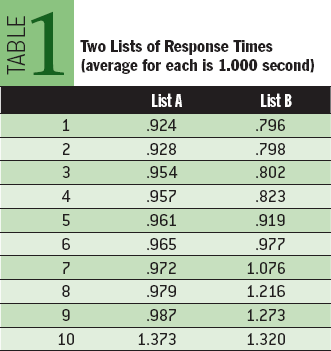 TABLE 1
Two Lists of Response Times
(average for each is 1.000 second)
List A List B
1 .924 .796
2 .928 .798
3 .954 .802
4 .957 .823
5 .961 .919
6 .965 .977
7 .972 1.076
8 .979 1.216
9 .987 1.273
10 1.373 1.320